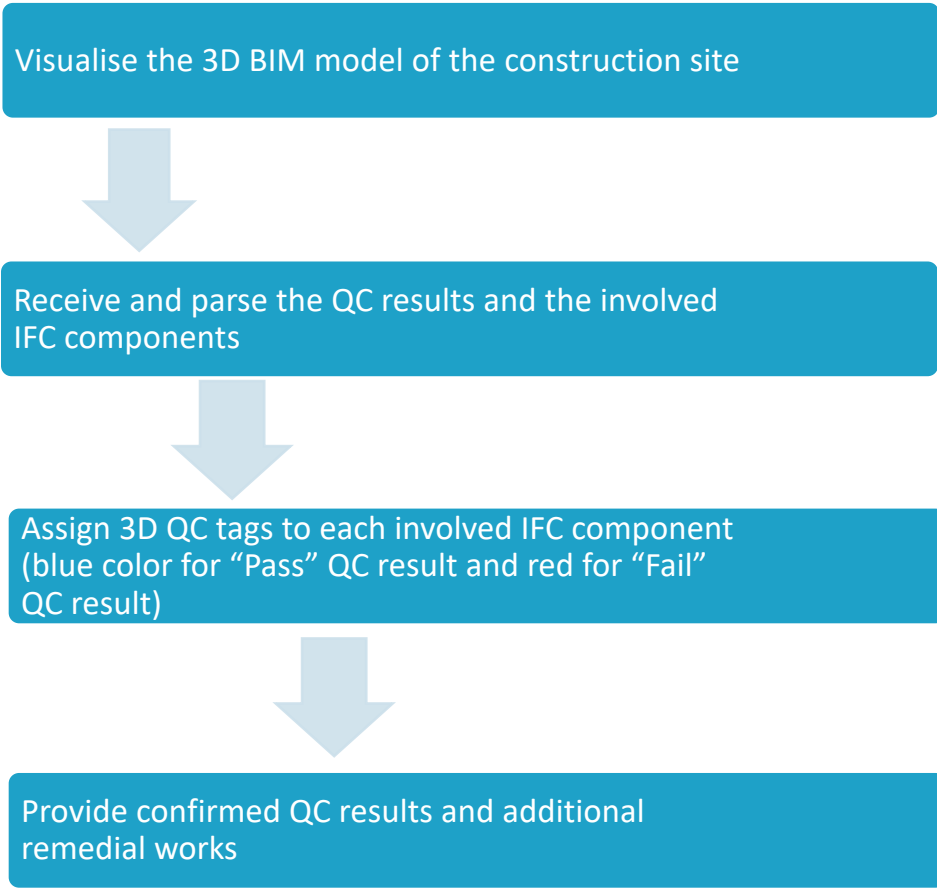 Visualise the 3D BIM model of the construction site
Receive and parse the QC results and the involved
IFC components
Assign 3D QC tags to each involved IFC component
(blue color for “Pass” QC result and red for “Fail”
QC result)
Provide confirmed QC results and additional
remedial works